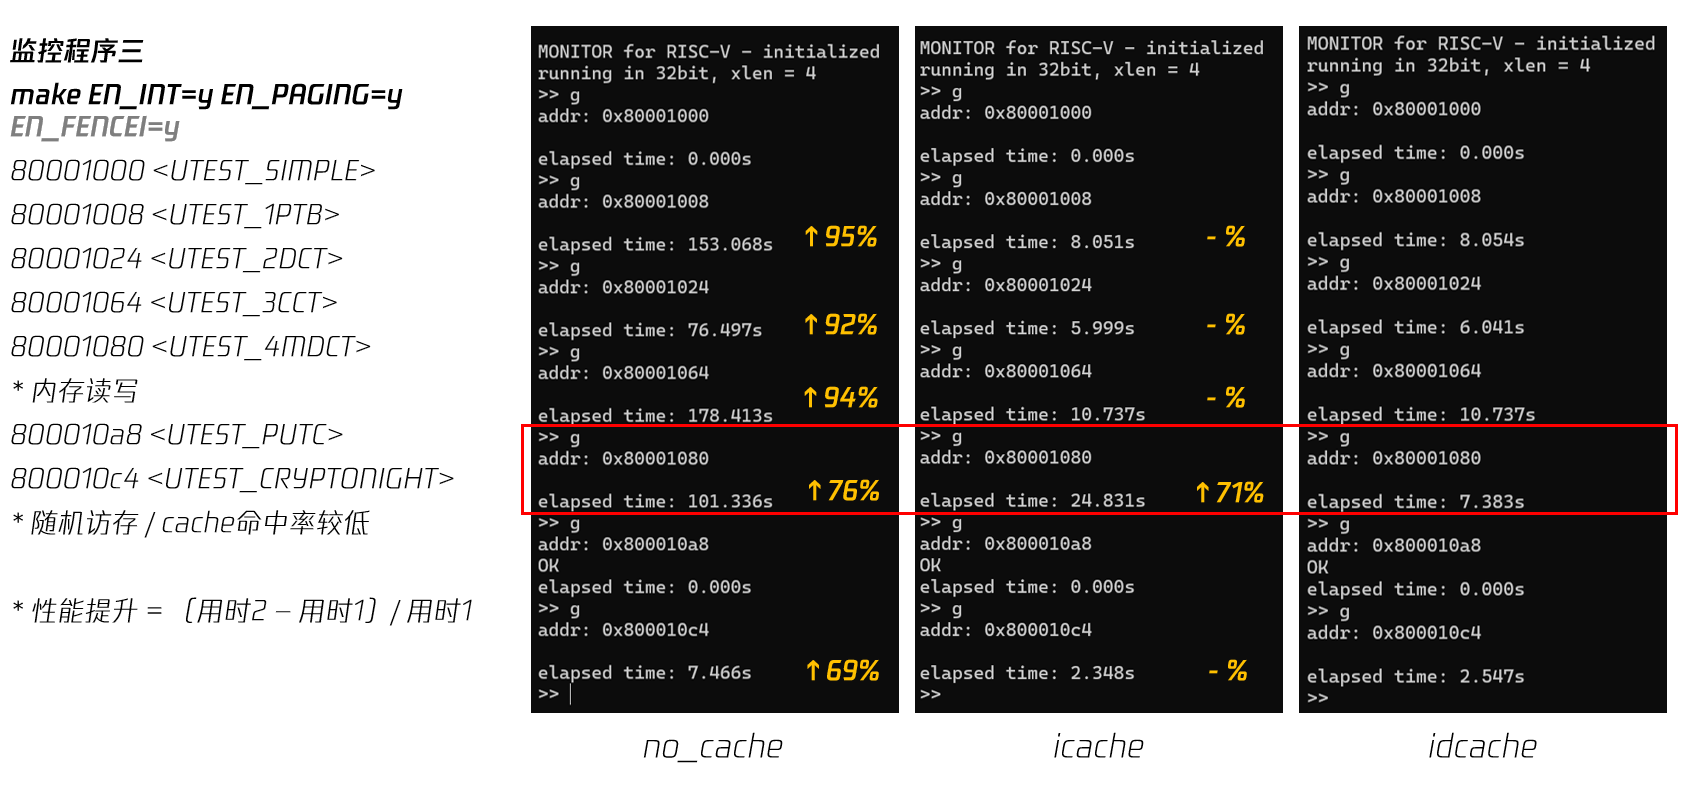 监控程序三
make EN_INT=y EN_PAGING=y
EN_FENCEI=y
80001000 <UTEST_SIMPLE>
80001008 <UTEST_1PTB>
80001024 <UTEST_2DCT>
80001064 <UTEST_3CCT>
80001080 <UTEST_4MDCT>
* 内存读写
800010a8 <UTEST_PUTC>
800010c4 <UTEST_CRYPTONIGHT>
* 随机访存 / cache命中率较低
* 性能提升 = （用时2 – 用时1）/ 用时1
MONITOR for RISC-V - initialized
running in 32bit, xlen = 4
>> g
addr: 0x80001000
elapsed time: 0.000s
>> g
addr: 0x80001008
elapsed time: 153.068s ↑95%
>> g
addr: 0x80001024
elapsed time: 76.497s ↑92%
>> g
addr: 0x80001064
elapsed time: 178.413s ↑94%
>> g
addr: 0x80001080
elapsed time: 101.336s ↑76%
>> g
addr: 0x800010a8
OK
elapsed time: 0.000s
>> g
addr: 0x800010c4
elapsed time: 7.466s ↑69%
>>
no_cache
MONITOR for RISC-V - initialized
running in 32bit, xlen = 4
>> g
addr: 0x80001000
elapsed time: 0.000s
>> g
addr: 0x80001008
elapsed time: 8.051s - %
>> g
addr: 0x80001024
elapsed time: 5.999s - %
>> g
addr: 0x80001064
elapsed time: 10.737s - %
>> g
addr: 0x80001080
elapsed time: 24.831s ↑71%
>> g
addr: 0x800010a8
OK
elapsed time: 0.000s
>> g
addr: 0x800010c4
elapsed time: 2.348s - %
>>
icache
MONITOR for RISC-V - initialized
running in 32bit, xlen = 4
>> g
addr: 0x80001000
elapsed time: 0.000s
>> g
addr: 0x80001008
elapsed time: 8.054s
>> g
addr: 0x80001024
elapsed time: 6.041s
>> g
addr: 0x80001064
elapsed time: 10.737s
>> g
addr: 0x80001080
elapsed time: 7.383s
>> g
addr: 0x800010a8
OK
elapsed time: 0.000s
>> g
addr: 0x800010c4
elapsed time: 2.547s
>>
idcache